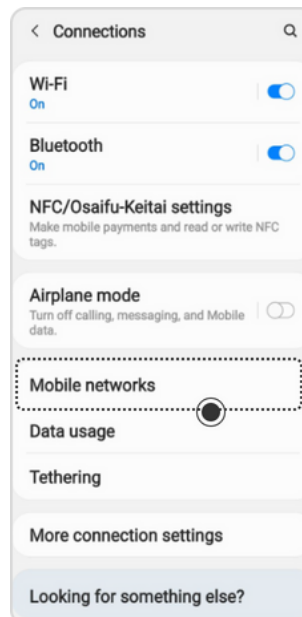 Connections
Wi-Fi
On
Bluetooth
On
NFC/Osaifu-Keitai settings
Make mobile payments and read or write NFC
tags.
Airplane mode
Turn off calling, messaging, and Mobile
data.
Mobile networks
Data usage
Tethering
More connection settings
Looking for something else?